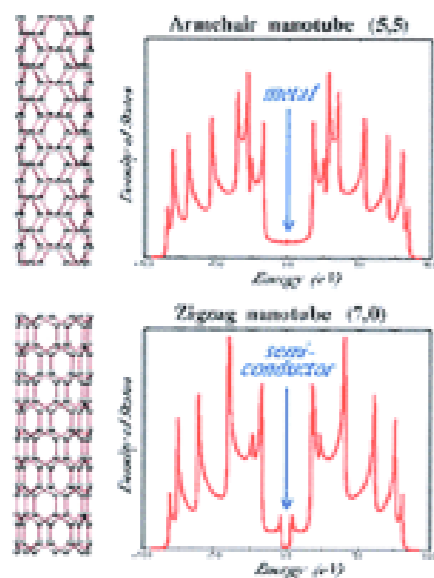 Armchair nanotube (5,5)
metal
Density of States
Energy (eV)
Zigzag nanotube (7,0)
semi-
conductor
Density of States
Energy (eV)